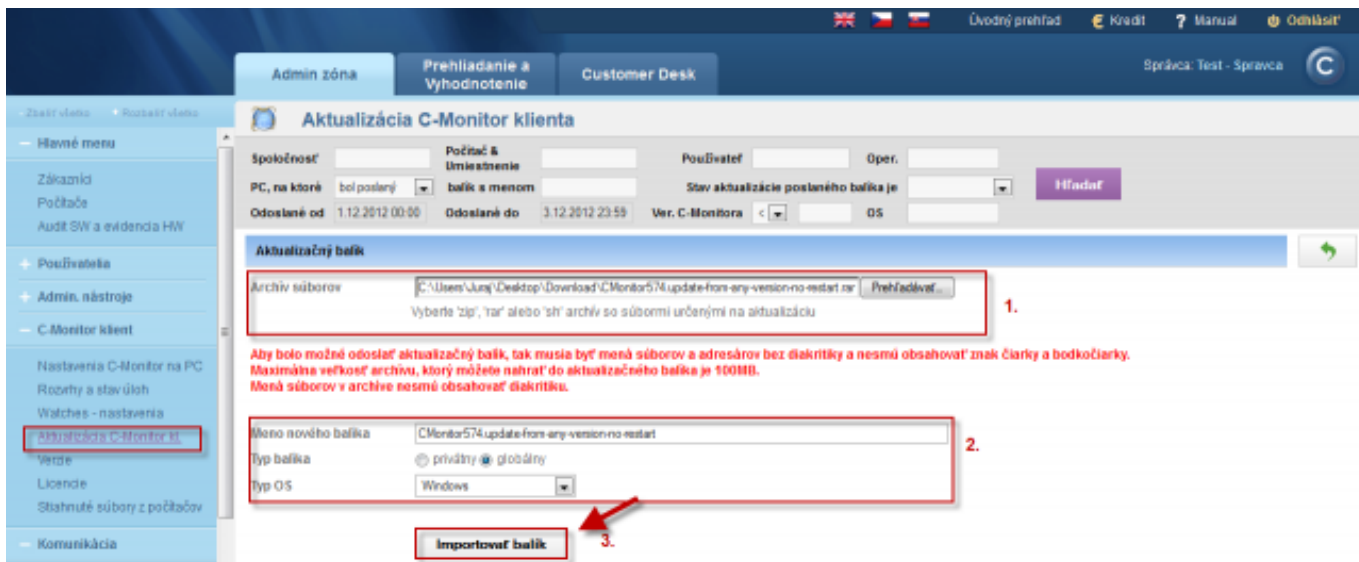 Úvodný prehľad Kredit ? Manual Odhlásiť
Admin zóna
Prehliadanie a
Vyhodnotenie
Customer Desk
Správca: Test - Spravca
Zbaliť všetko Rozbaliť všetko
Aktualizácia C-Monitor klienta
Hlavné menu
Zákazníci
Počítače
Audit SW a evidencia HW
Používatelia
Admin. nástroje
C-Monitor klient
Nastavenia C-Monitor na PC
Rozvrhy a stav úloh
Watches - nastavenia
Aktualizácia C-Monitor kl.
Verzie
Licencie
Stiahnuté súbory z počítačov
Komunikácia
Spoločnosť Počítač & Umiestnenie Používateľ Oper.
PC, na ktoré bol poslaný balík s menom Stav aktualizácie poslaného balíka je
Hľadať
Odoslané od 1.12.2012 00:00 Odoslané do 3.12.2012 23:59 Ver. C-Monitora < OS
Aktualizačný balík
Archív súborov C:\Users\Juraj\Desktop\Download\CMonitor574.update-from-any-version-no-restart.rar Prehľadávať...
Vyberte 'zip', 'rar' alebo 'sh' archív so súbormi určenými na aktualizáciu
1.
Aby bolo možné odoslať aktualizačný balík, tak musia byť mená súborov a adresárov bez diakritiky a nesmú obsahovať znak čiarky a bodkočiarky.
Maximálna veľkosť archívu, ktorý môžete nahrať do aktualizačného balíka je 100MB.
Mená súborov v archíve nesmú obsahovať diakritiku.
Meno nového balíka CMonitor574.update-from-any-version-no-restart
2.
Typ balíka privátny globálny
Typ OS Windows
Importovať balík
3.